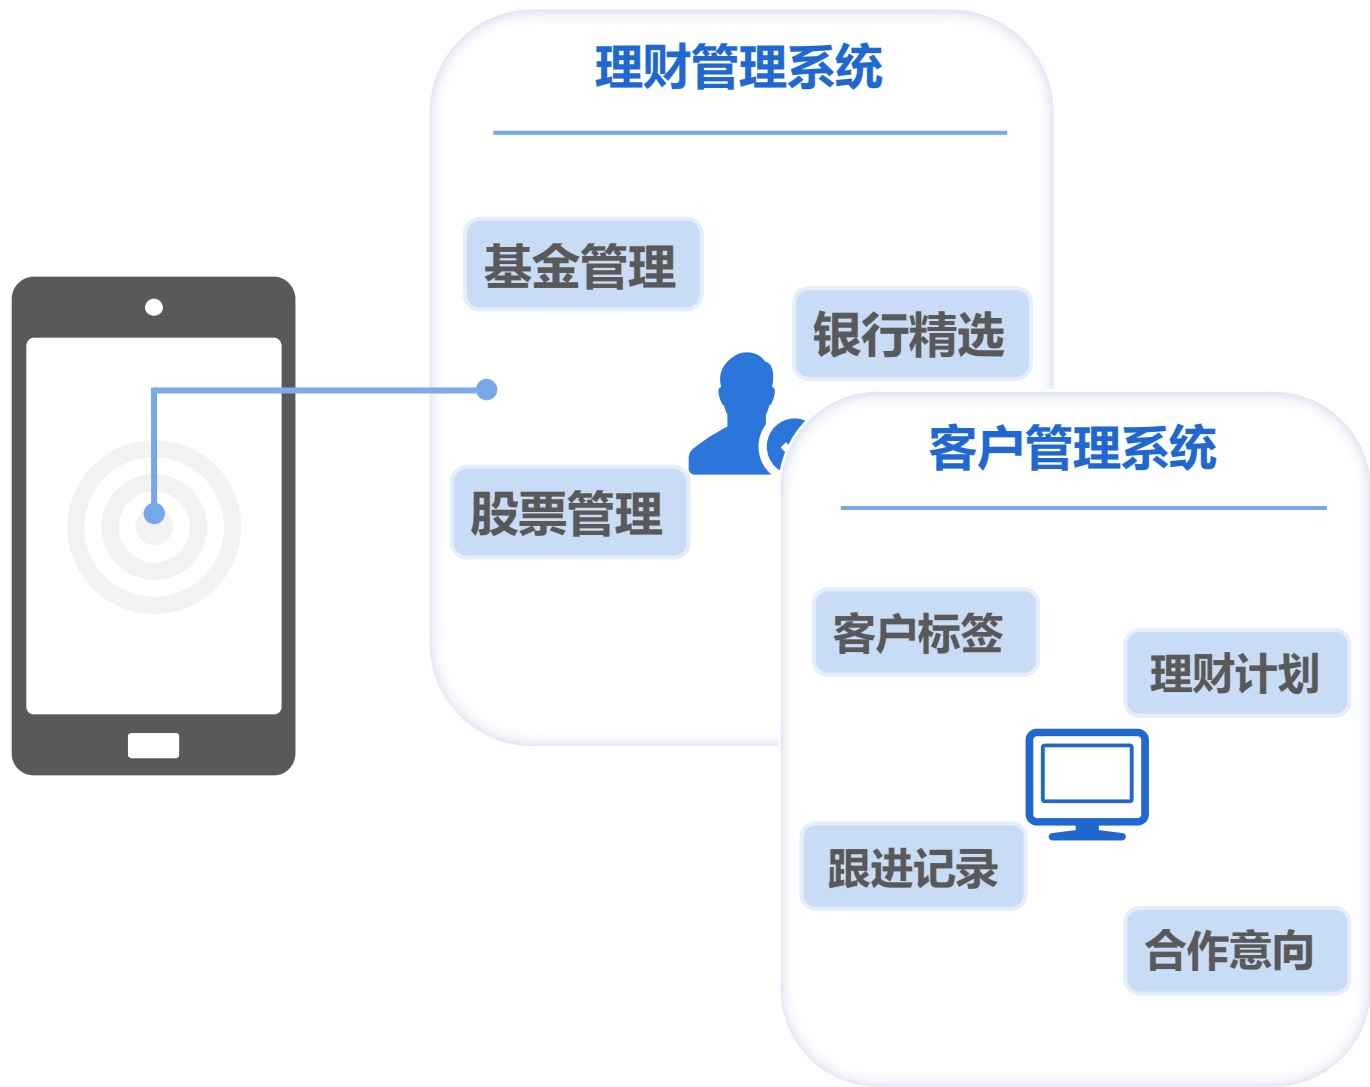 理财管理系统
基金管理
银行精选
股票管理
客户管理系统
客户标签
理财计划
跟进记录
合作意向